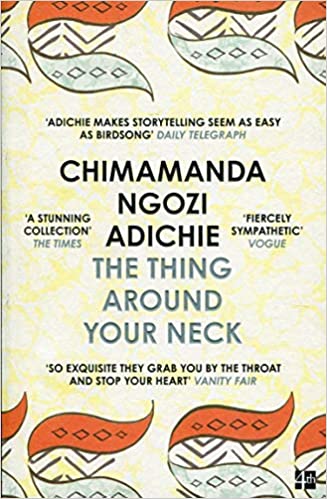 'ADICHIE MAKES STORYTELLING SEEM AS EASY
AS BIRDSONG' DAILY TELEGRAPH
CHIMAMANDA
NGOZI
ADICHIE
'A STUNNING
COLLECTION'
THE TIMES
'FIERCELY
SYMPATHETIC'
VOGUE
THE THING
AROUND
YOUR NECK
'SO EXQUISITE THEY GRAB YOU BY THE THROAT
AND STOP YOUR HEART' VANITY FAIR
4th